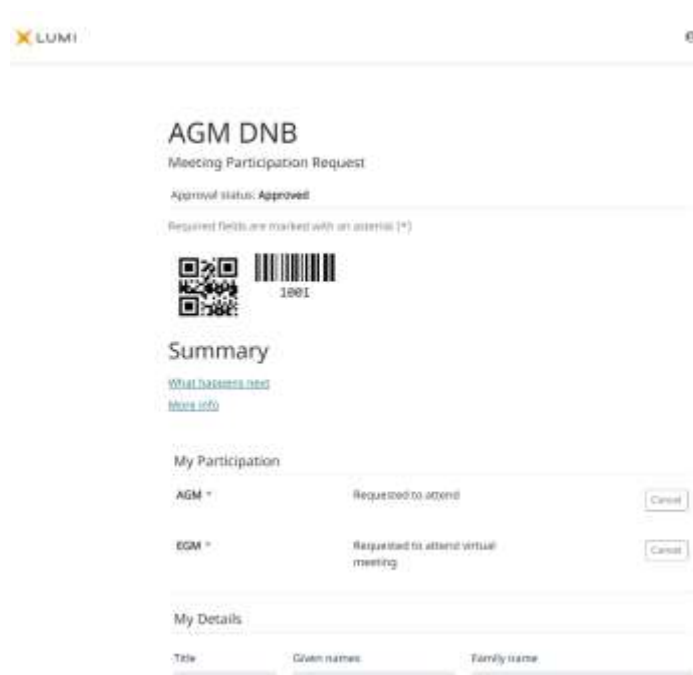 LUMI
AGM DNB
Meeting Participation Request
Approval status: Approved
Required fields are marked with an asterisk (*)
1001
Summary
What happens next
More info
My Participation
AGM * Requested to attend Cancel
EGM * Requested to attend virtual meeting Cancel
My Details
Title Given names Family name